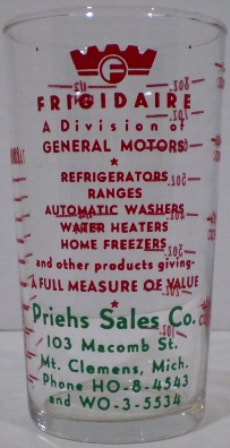 F
FRIGIDAIRE
A Division of
GENERAL MOTORS
★
REFRIGERATORS
RANGES
AUTOMATIC WASHERS
WATER HEATERS
HOME FREEZERS
and other products giving-
A FULL MEASURE OF VALUE
★
Priehs Sales Co.
103 Macomb St.
Mt. Clemens, Mich.
Phone HO-8-4543
and WO-3-5534